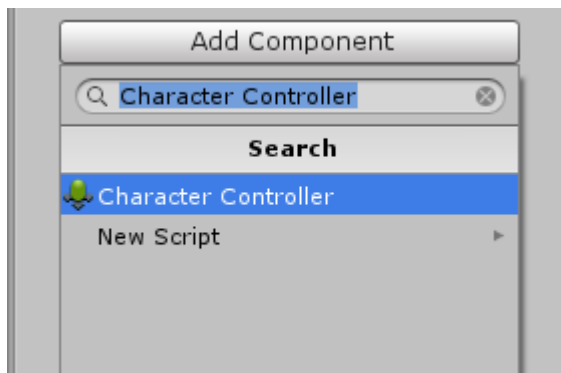 Add Component
Character Controller
Search
Character Controller
New Script